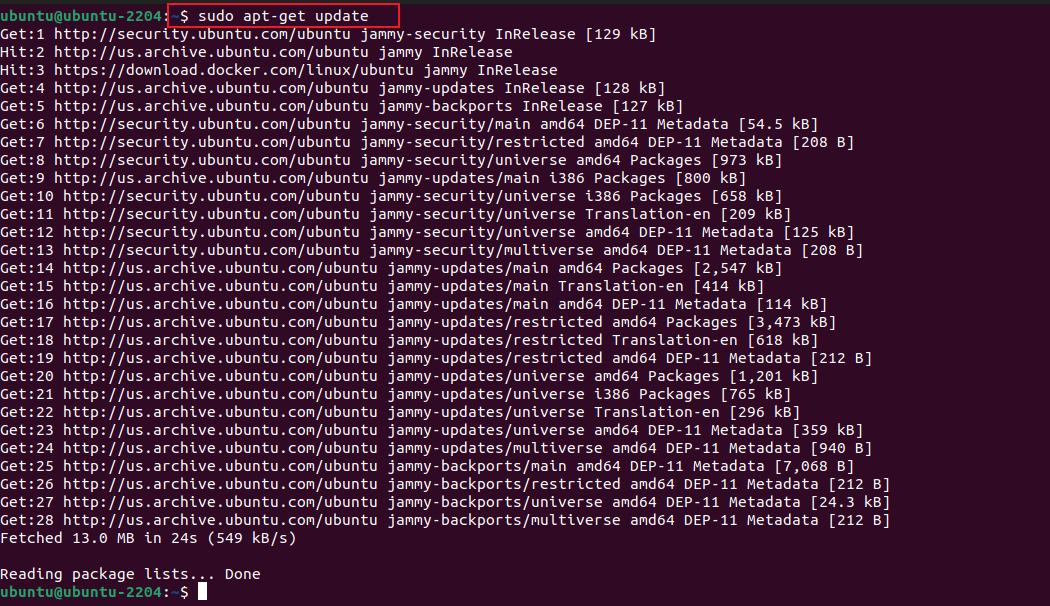 ubuntu@ubuntu-2204:~$ sudo apt-get update
Get:1 http://security.ubuntu.com/ubuntu jammy-security InRelease [129 kB]
Hit:2 http://us.archive.ubuntu.com/ubuntu jammy InRelease
Hit:3 https://download.docker.com/linux/ubuntu jammy InRelease
Get:4 http://us.archive.ubuntu.com/ubuntu jammy-updates InRelease [128 kB]
Get:5 http://us.archive.ubuntu.com/ubuntu jammy-backports InRelease [127 kB]
Get:6 http://security.ubuntu.com/ubuntu jammy-security/main amd64 DEP-11 Metadata [54.5 kB]
Get:7 http://security.ubuntu.com/ubuntu jammy-security/restricted amd64 DEP-11 Metadata [208 B]
Get:8 http://security.ubuntu.com/ubuntu jammy-security/universe amd64 Packages [973 kB]
Get:9 http://us.archive.ubuntu.com/ubuntu jammy-updates/main i386 Packages [800 kB]
Get:10 http://security.ubuntu.com/ubuntu jammy-security/universe i386 Packages [658 kB]
Get:11 http://security.ubuntu.com/ubuntu jammy-security/universe Translation-en [209 kB]
Get:12 http://security.ubuntu.com/ubuntu jammy-security/universe amd64 DEP-11 Metadata [125 kB]
Get:13 http://security.ubuntu.com/ubuntu jammy-security/multiverse amd64 DEP-11 Metadata [208 B]
Get:14 http://us.archive.ubuntu.com/ubuntu jammy-updates/main amd64 Packages [2,547 kB]
Get:15 http://us.archive.ubuntu.com/ubuntu jammy-updates/main Translation-en [414 kB]
Get:16 http://us.archive.ubuntu.com/ubuntu jammy-updates/main amd64 DEP-11 Metadata [114 kB]
Get:17 http://us.archive.ubuntu.com/ubuntu jammy-updates/restricted amd64 Packages [3,473 kB]
Get:18 http://us.archive.ubuntu.com/ubuntu jammy-updates/restricted Translation-en [618 kB]
Get:19 http://us.archive.ubuntu.com/ubuntu jammy-updates/restricted amd64 DEP-11 Metadata [212 B]
Get:20 http://us.archive.ubuntu.com/ubuntu jammy-updates/universe amd64 Packages [1,201 kB]
Get:21 http://us.archive.ubuntu.com/ubuntu jammy-updates/universe i386 Packages [765 kB]
Get:22 http://us.archive.ubuntu.com/ubuntu jammy-updates/universe Translation-en [296 kB]
Get:23 http://us.archive.ubuntu.com/ubuntu jammy-updates/universe amd64 DEP-11 Metadata [359 kB]
Get:24 http://us.archive.ubuntu.com/ubuntu jammy-updates/multiverse amd64 DEP-11 Metadata [940 B]
Get:25 http://us.archive.ubuntu.com/ubuntu jammy-backports/main amd64 DEP-11 Metadata [7,068 B]
Get:26 http://us.archive.ubuntu.com/ubuntu jammy-backports/restricted amd64 DEP-11 Metadata [212 B]
Get:27 http://us.archive.ubuntu.com/ubuntu jammy-backports/universe amd64 DEP-11 Metadata [24.3 kB]
Get:28 http://us.archive.ubuntu.com/ubuntu jammy-backports/multiverse amd64 DEP-11 Metadata [212 B]
Fetched 13.0 MB in 24s (549 kB/s)
Reading package lists... Done
ubuntu@ubuntu-2204:~$